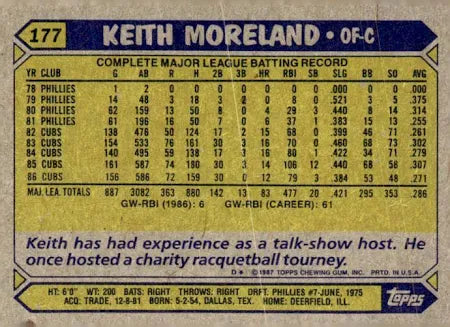 177 KEITH MORELAND • OF-C
COMPLETE MAJOR LEAGUE BATTING RECORD
YR CLUB G AB R H 2B 3B HR RBI SB SLG BB SO AVG
78 PHILLIES 1 2 0 0 0 0 0 0 0 .000 0 0 .000
79 PHILLIES 14 48 3 18 3 2 0 8 0 .521 3 5 .375
80 PHILLIES 62 159 13 50 8 0 4 29 3 .440 8 14 .314
81 PHILLIES 61 196 16 50 7 0 6 37 1 .383 15 13 .255
82 CUBS 138 476 50 124 17 2 15 68 0 .399 46 71 .261
83 CUBS 154 533 76 161 30 3 16 70 0 .460 68 73 .302
84 CUBS 140 495 59 138 17 3 16 80 1 .422 34 71 .279
85 CUBS 161 587 74 180 30 3 14 106 12 .440 68 58 .307
86 CUBS 156 586 72 159 30 0 12 79 3 .384 53 48 .271
MAJ. LEA. TOTALS 887 3082 363 880 142 13 83 477 20 .421 295 353 .286
GW-RBI (1986): 6 GW-RBI (CAREER): 61
Keith has had experience as a talk-show host. He
once hosted a charity racquetball tourney.
D* © 1987 TOPPS CHEWING GUM, INC. PRTD. IN U.S.A.
HT: 6'0" WT: 200 BATS: RIGHT THROWS: RIGHT DRFT: PHILLIES #7-JUNE, 1975
ACQ: TRADE, 12-8-81 BORN: 5-2-54, DALLAS, TEX. HOME: DEERFIELD, ILL.
Topps